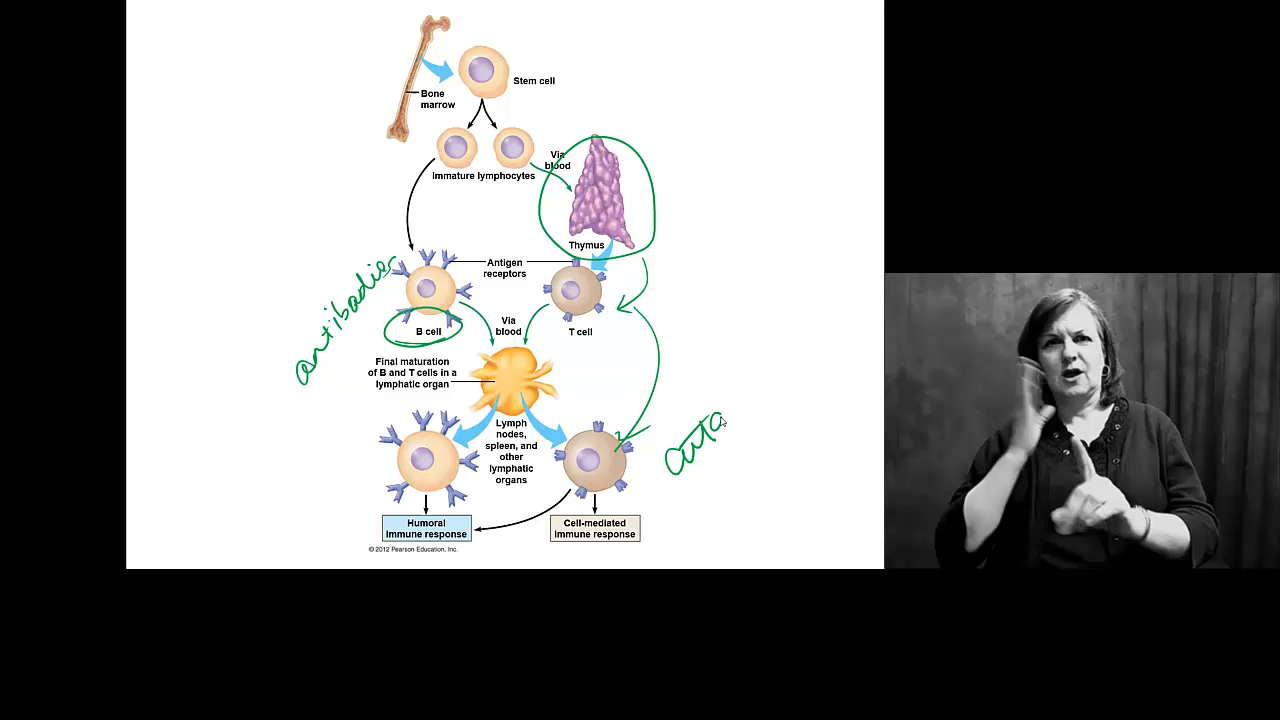 Stem cell
Bone
marrow
Via
blood
Immature lymphocytes
Thymus
Antigen
receptors
antibodies
B cell
Via
blood
T cell
Final maturation
of B and T cells in a
lymphatic organ
Lymph
nodes,
spleen, and
other
lymphatic
organs
Humoral
immune response
Cell-mediated
immune response
© 2012 Pearson Education, Inc.